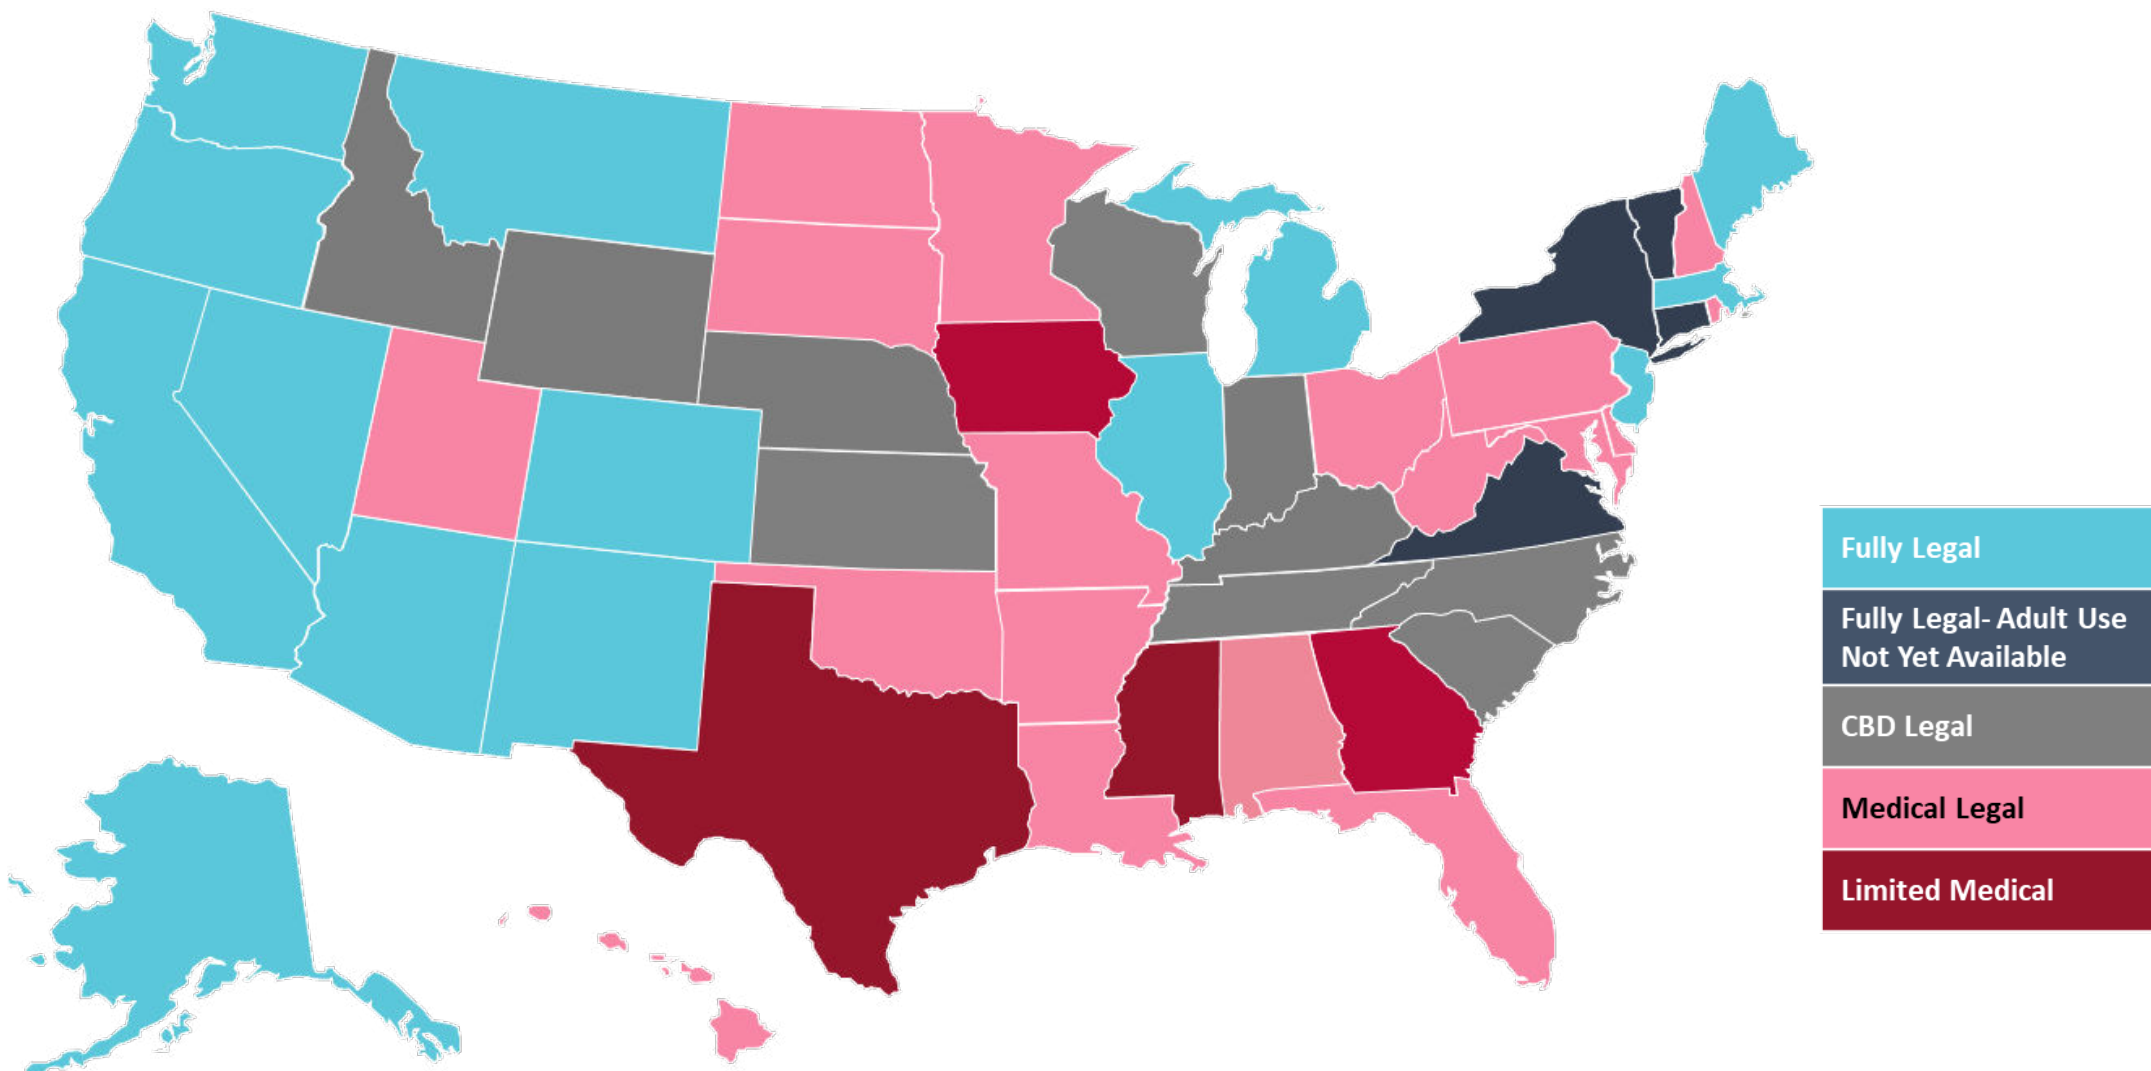 Fully Legal
Fully Legal- Adult Use
Not Yet Available
CBD Legal
Medical Legal
Limited Medical